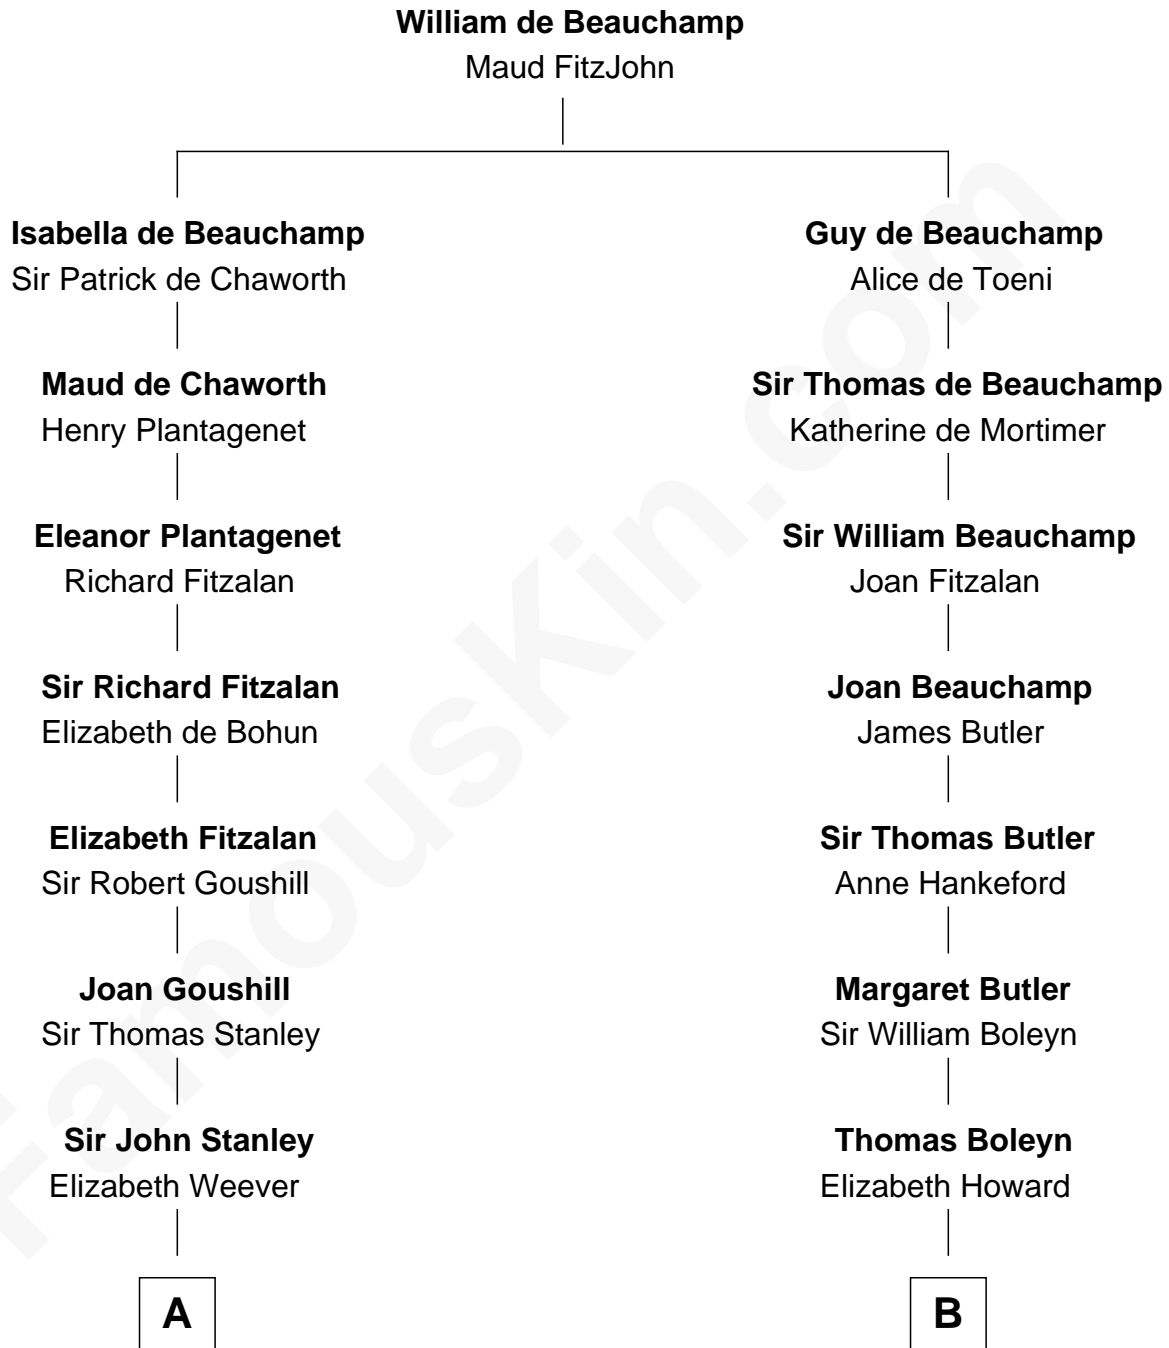 William de Beauchamp
Maud FitzJohn
Isabella de Beauchamp
Sir Patrick de Chaworth
Guy de Beauchamp
Alice de Toeni
Maud de Chaworth
Henry Plantagenet
Sir Thomas de Beauchamp
Katherine de Mortimer
Eleanor Plantagenet
Richard Fitzalan
Sir William Beauchamp
Joan Fitzalan
Sir Richard Fitzalan
Elizabeth de Bohun
Joan Beauchamp
James Butler
Elizabeth Fitzalan
Sir Robert Goushill
Sir Thomas Butler
Anne Hankeford
Joan Goushill
Sir Thomas Stanley
Margaret Butler
Sir William Boleyn
Sir John Stanley
Elizabeth Weever
Thomas Boleyn
Elizabeth Howard
A
B
FamousKin.com